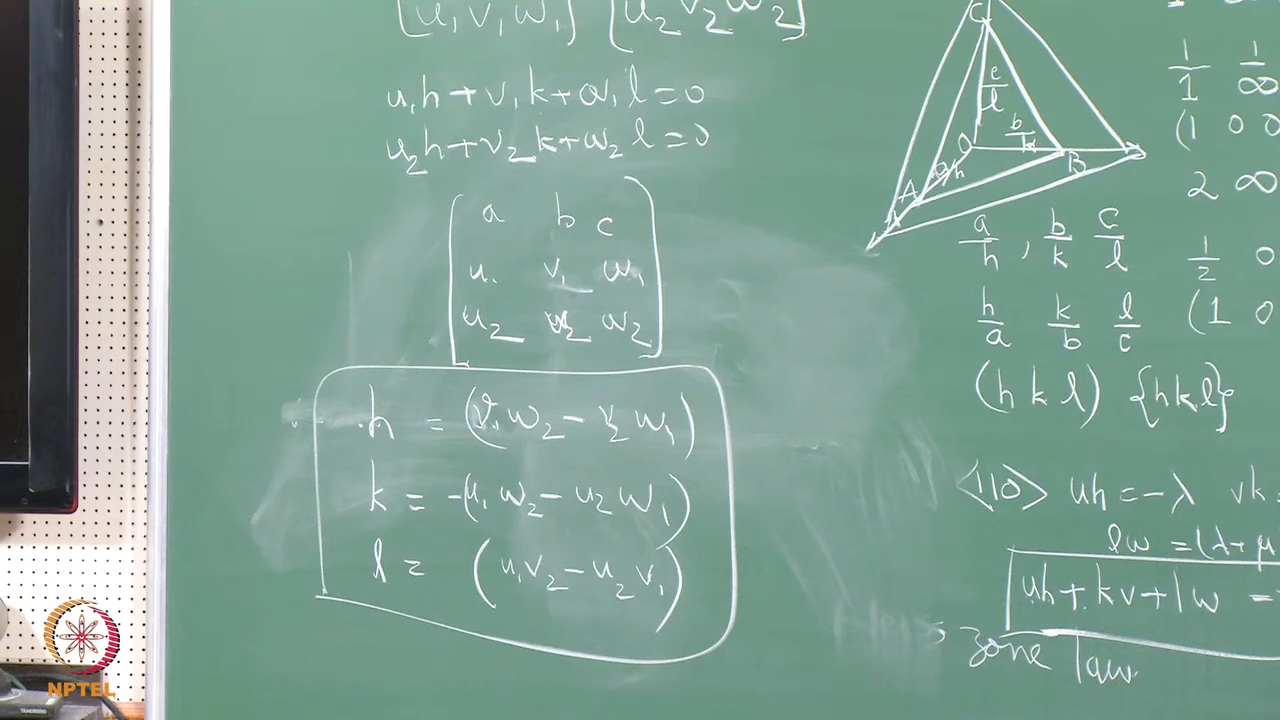 [u₁ v₁ w₁] [u₂ v₂ w₂]
u₁h + v₁k + w₁l = 0
u₂h + v₂k + w₂l = 0
a b c
u₁ v₁ w₁
u₂ v₂ w₂
h = (v₁w₂ - v₂w₁)
k = -(u₁w₂ - u₂w₁)
l = (u₁v₂ - u₂v₁)
C
c/l
b/k
O
B
A
a/h
a/h, b/k c/l
h/a k/b l/c
(h k l) {hkl}
1/1 1/∞
(1 0 0
2 ∞
1/2 0
(1 0
<110> uh = -λ vk =
lw = (λ+μ
uh + kv + lw =
zone law
NPTEL